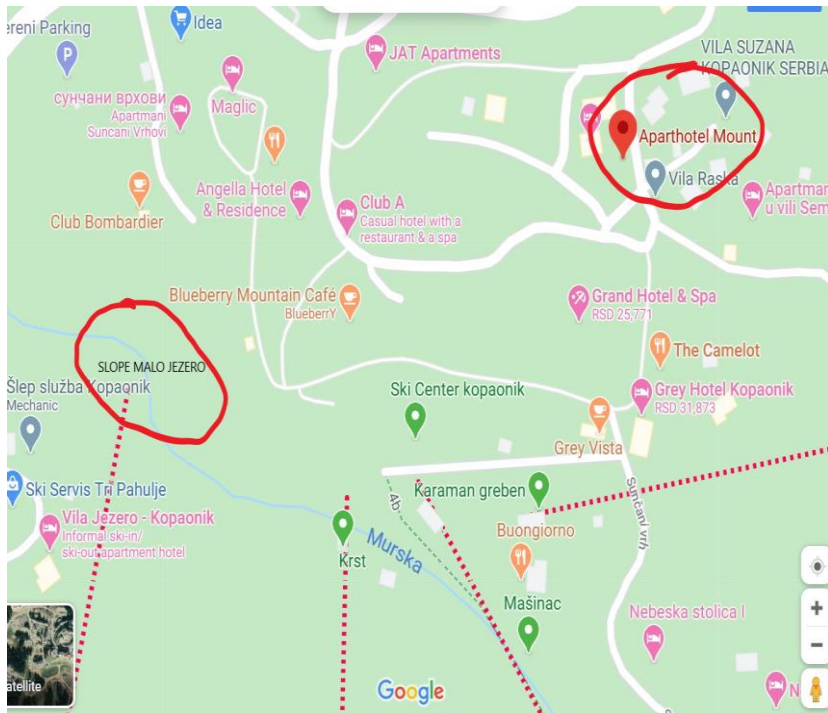 ereni Parking
P
Idea
сунчани врхови
Apartmani
Suncani Vrhovi
Maglic
JAT Apartments
VILA SUZANA
KOPAONIK SERBIA
Aparthotel Mount
Vila Raska
Apartman
u vili Sem
Club Bombardier
Angella Hotel
& Residence
Club A
Casual hotel with a
restaurant & a spa
Blueberry Mountain Café
BlueberrY
Grand Hotel & Spa
RSD 25,771
The Camelot
SLOPE MALO JEZERO
Šlep služba Kopaonik
Mechanic
Ski Center kopaonik
Grey Hotel Kopaonik
RSD 31,873
Grey Vista
Ski Servis Tri Pahulje
Karaman greben
4b
Sunčani vrh
Vila Jezero - Kopaonik
Informal ski-in/
ski-out apartment hotel
Krst
Murska
Buongiorno
Mašinac
Nebeska stolica I
N
atellite
Google